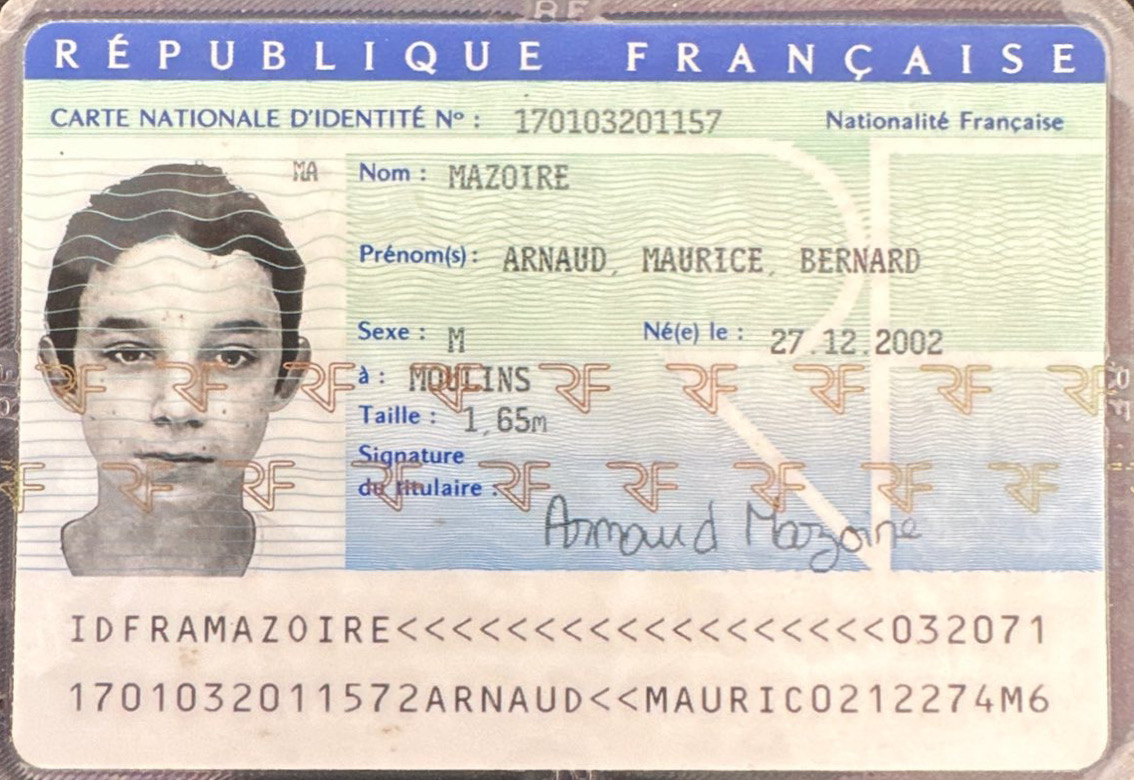 RÉPUBLIQUE FRANÇAISE
CARTE NATIONALE D'IDENTITÉ Nº : 170103201157 Nationalité Française
MA Nom : MAZOIRE
Prénom(s) : ARNAUD, MAURICE, BERNARD
Sexe : M Né(e) le : 27.12.2002
à : MOULINS
Taille : 1,65m
Signature
du titulaire :
Arnaud Mazoire
IDFRAMAZOIRE<<<<<<<<<<<<<<<<<<032071
1701032011572ARNAUD<<MAURIC0212274M6